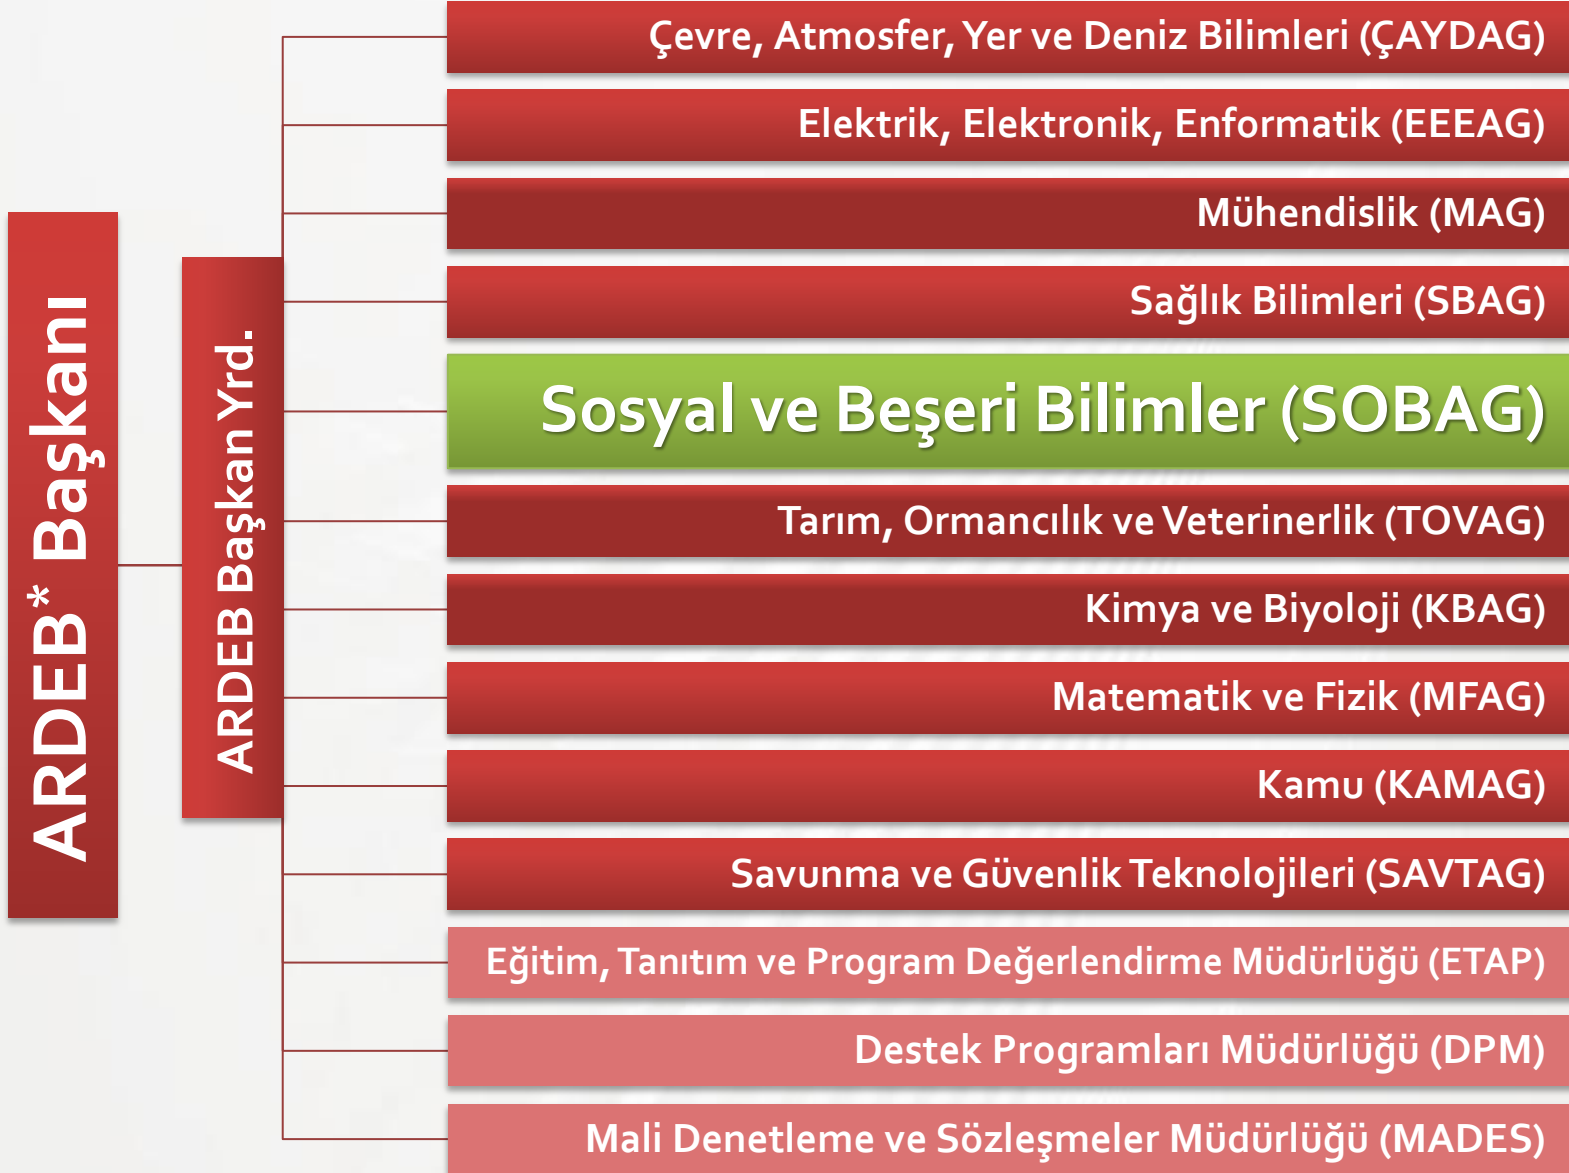 ARDEB* Başkanı
ARDEB Başkan Yrd.
Çevre, Atmosfer, Yer ve Deniz Bilimleri (ÇAYDAG)
Elektrik, Elektronik, Enformatik (EEEAG)
Mühendislik (MAG)
Sağlık Bilimleri (SBAG)
Sosyal ve Beşeri Bilimler (SOBAG)
Tarım, Ormancılık ve Veterinerlik (TOVAG)
Kimya ve Biyoloji (KBAG)
Matematik ve Fizik (MFAG)
Kamu (KAMAG)
Savunma ve Güvenlik Teknolojileri (SAVTAG)
Eğitim, Tanıtım ve Program Değerlendirme Müdürlüğü (ETAP)
Destek Programları Müdürlüğü (DPM)
Mali Denetleme ve Sözleşmeler Müdürlüğü (MADES)